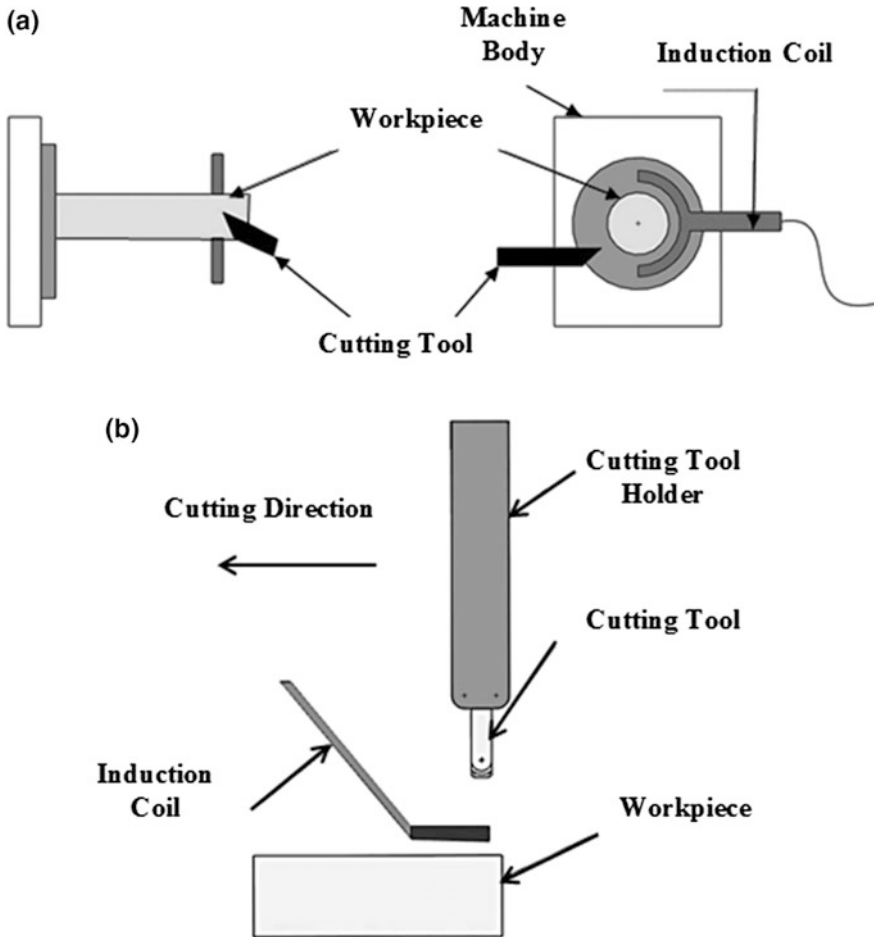 (a)
Machine
Body
Induction Coil
Workpiece
Cutting Tool
(b)
Cutting Tool
Holder
Cutting Direction
Cutting Tool
Induction
Coil
Workpiece